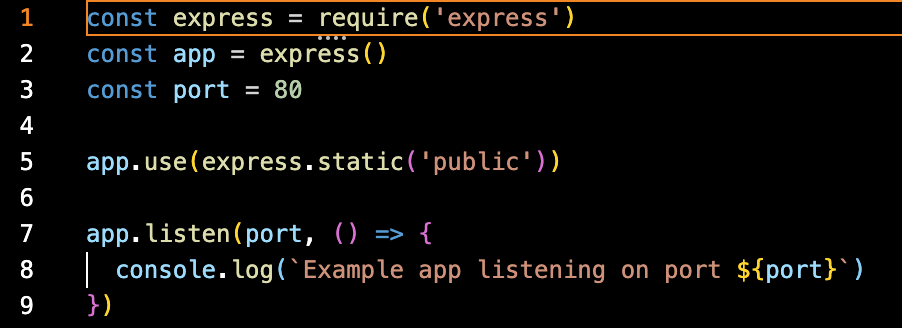 1 const express = require('express')
2 const app = express()
3 const port = 80
4
5 app.use(express.static('public'))
6
7 app.listen(port, () => {
8   console.log(`Example app listening on port ${port}`)
9 })